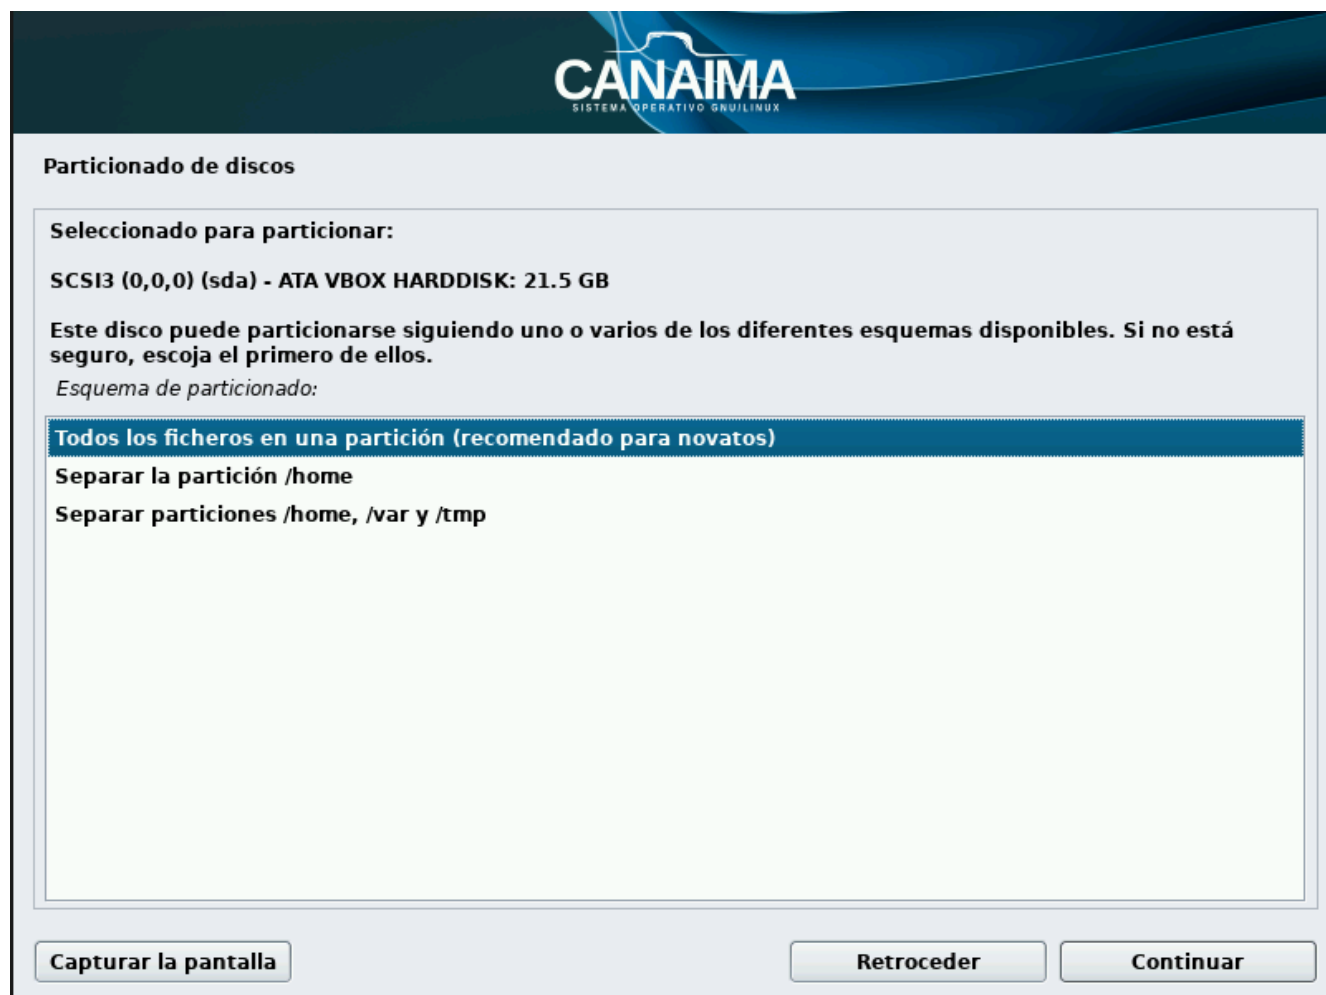 CANAIMA
SISTEMA OPERATIVO GNU/LINUX
Particionado de discos
Seleccionado para particionar:
SCSI3 (0,0,0) (sda) - ATA VBOX HARDDISK: 21.5 GB
Este disco puede particionarse siguiendo uno o varios de los diferentes esquemas disponibles. Si no está
seguro, escoja el primero de ellos.
Esquema de particionado:
Todos los ficheros en una partición (recomendado para novatos)
Separar la partición /home
Separar particiones /home, /var y /tmp
Capturar la pantalla
Retroceder
Continuar